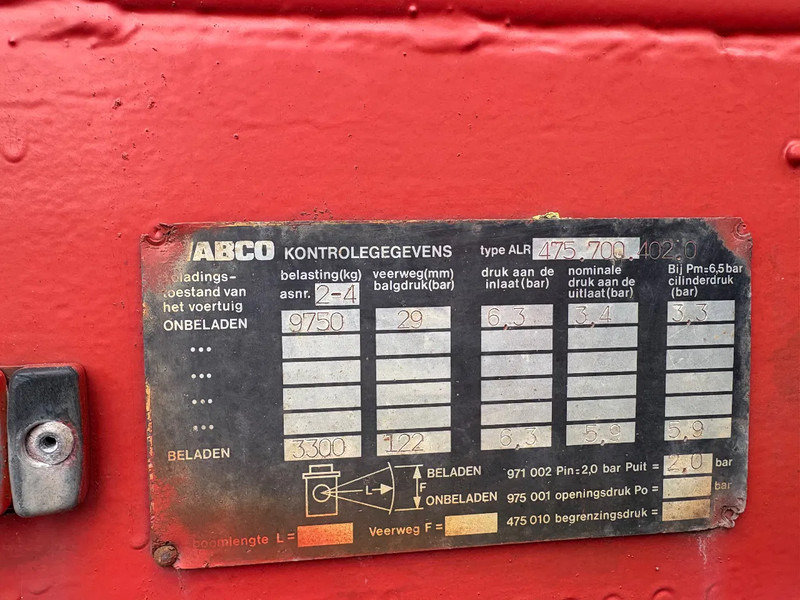 WABCO KONTROLEGEGEVENS type ALR 475.700.402.0
beladings- belasting(kg) veerweg(mm) druk aan de nominale Bij Pm=6,5 bar
toestand van asnr. 2-4 balgdruk(bar) inlaat(bar) druk aan de cilinderdruk
het voertuig uitlaat(bar) (bar)
ONBELADEN 9750 29 6,3 3,4 3,3
...
...
...
...
BELADEN 3300 122 6,3 5,9 5,9
BELADEN 971 002 Pin=2,0 bar Puit = 2,0 bar
L F
ONBELADEN 975 001 openingsdruk Po = bar
boomlengte L = Veerweg F = 475 010 begrenzingsdruk =